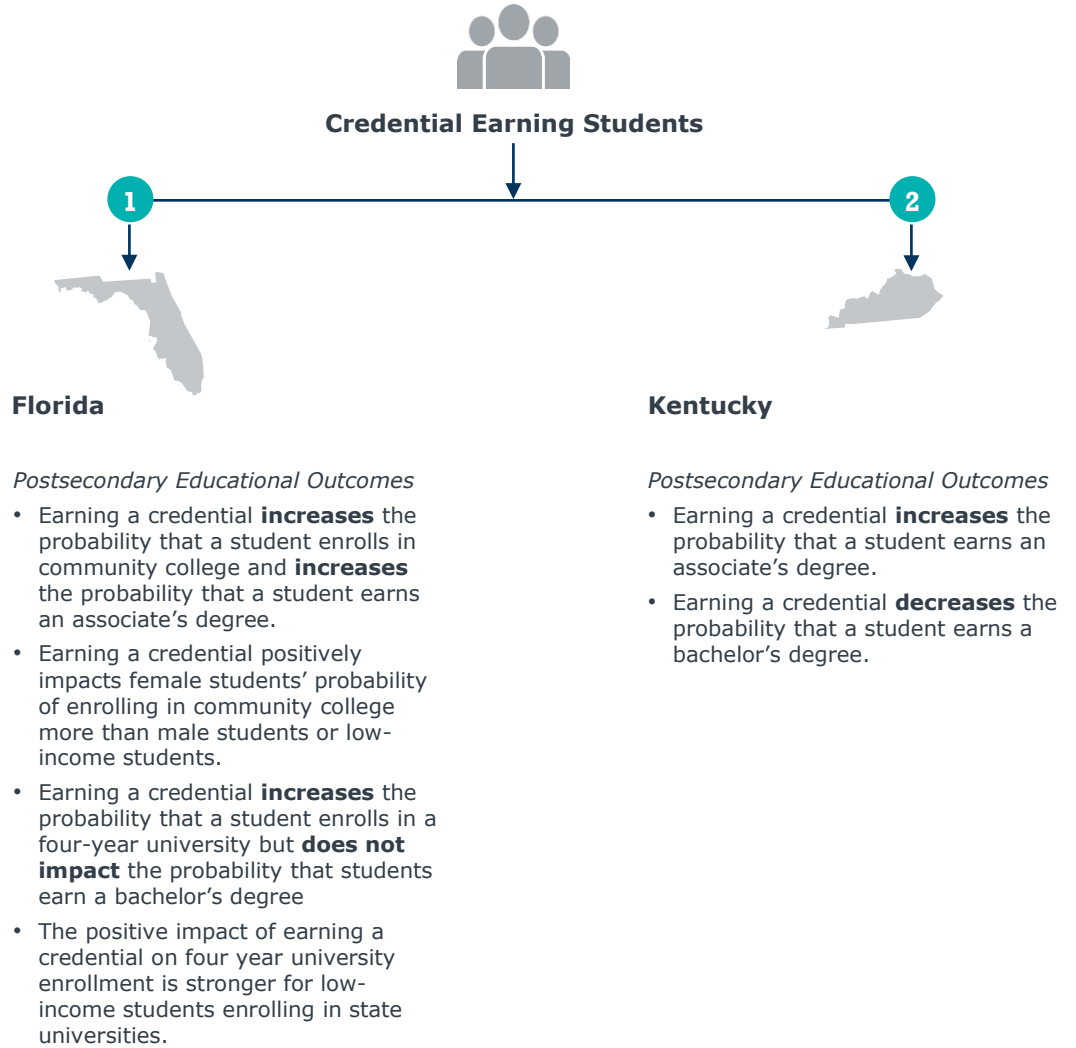 Credential Earning Students
1
2
Florida
Postsecondary Educational Outcomes
• Earning a credential increases the
probability that a student enrolls in
community college and increases
the probability that a student earns
an associate’s degree.
• Earning a credential positively
impacts female students’ probability
of enrolling in community college
more than male students or low-
income students.
• Earning a credential increases the
probability that a student enrolls in a
four-year university but does not
impact the probability that students
earn a bachelor’s degree
• The positive impact of earning a
credential on four year university
enrollment is stronger for low-
income students enrolling in state
universities.
Kentucky
Postsecondary Educational Outcomes
• Earning a credential increases the
probability that a student earns an
associate’s degree.
• Earning a credential decreases the
probability that a student earns a
bachelor’s degree.